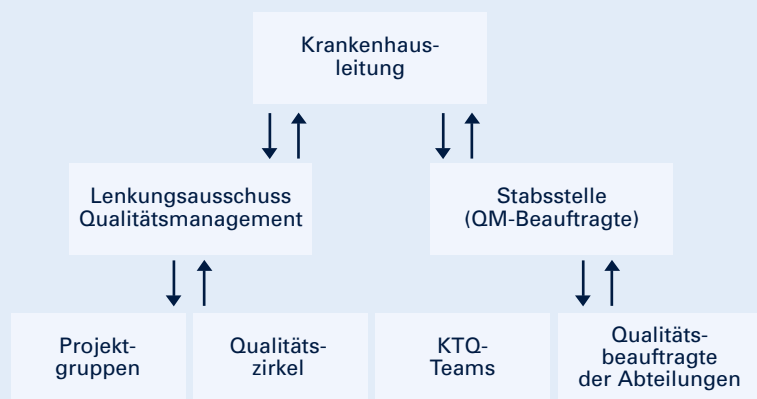 Krankenhaus-
leitung
Lenkungsausschuss
Qualitätsmanagement
Stabsstelle
(QM-Beauftragte)
Projekt-
gruppen
Qualitäts-
zirkel
KTQ-
Teams
Qualitäts-
beauftragte
der Abteilungen